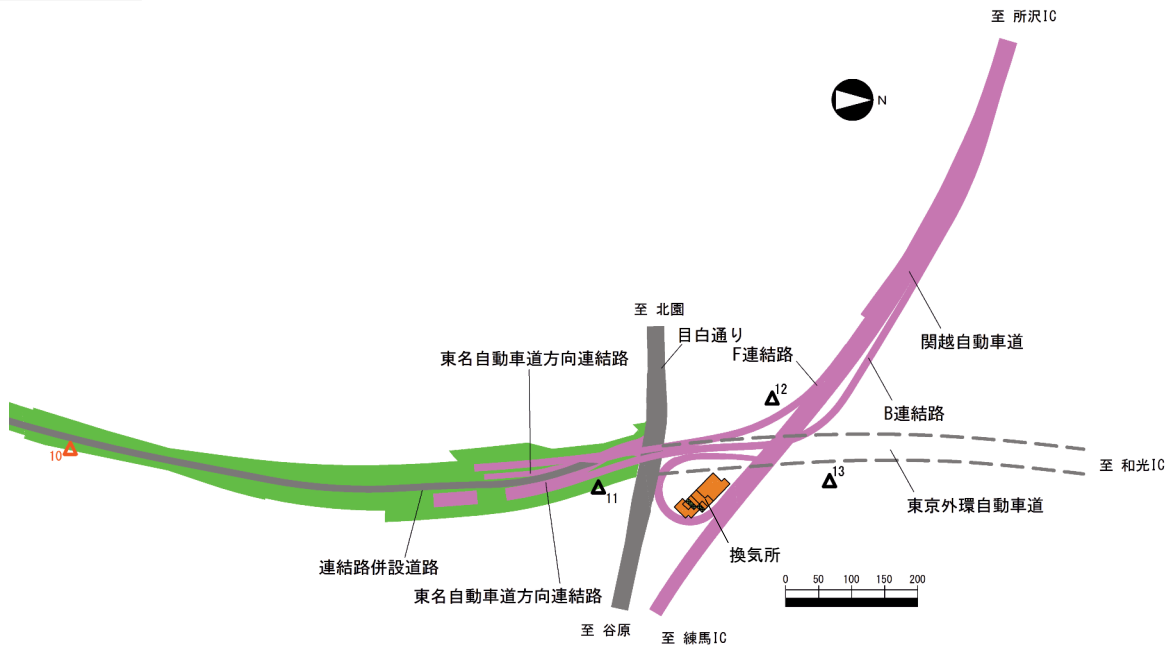 至 所沢IC
N
至 北園
目白通り
関越自動車道
東名自動車道方向連結路
F連結路
12
B連結路
10
至 和光IC
13
11
東京外環自動車道
換気所
連結路併設道路
東名自動車道方向連結路
0 50 100 150 200
至 谷原
至 練馬IC